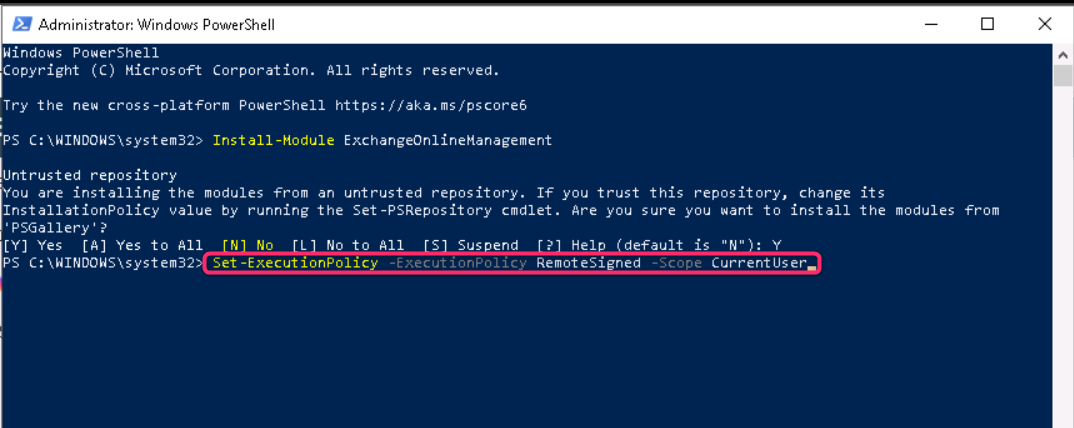 Administrator: Windows PowerShell
Windows PowerShell
Copyright (C) Microsoft Corporation. All rights reserved.
Try the new cross-platform PowerShell https://aka.ms/pscore6
PS C:\WINDOWS\system32> Install-Module ExchangeOnlineManagement
Untrusted repository
You are installing the modules from an untrusted repository. If you trust this repository, change its
InstallationPolicy value by running the Set-PSRepository cmdlet. Are you sure you want to install the modules from
'PSGallery'?
[Y] Yes  [A] Yes to All  [N] No  [L] No to All  [S] Suspend  [?] Help (default is "N"): Y
PS C:\WINDOWS\system32> Set-ExecutionPolicy -ExecutionPolicy RemoteSigned -Scope CurrentUser_